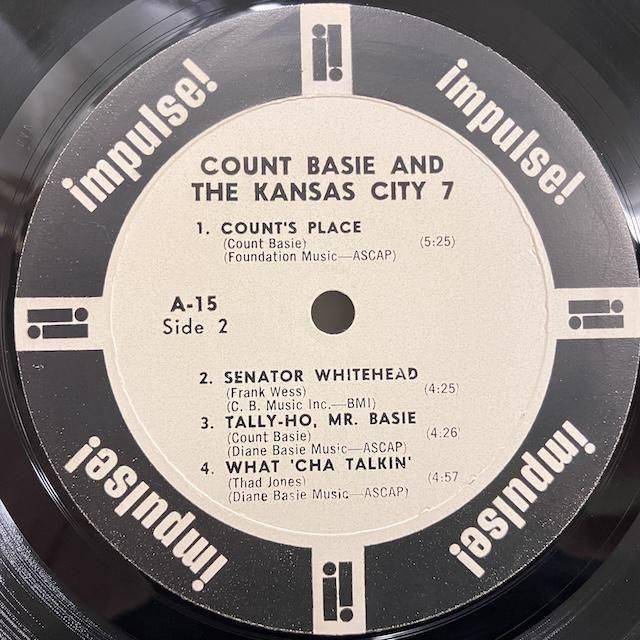 impulse!
impulse!
COUNT BASIE AND
THE KANSAS CITY 7
1. COUNT'S PLACE
(Count Basie) (5:25)
(Foundation Music—ASCAP)
A-15
Side 2
2. SENATOR WHITEHEAD
(Frank Wess) (4:25)
(C. B. Music Inc.—BMI)
3. TALLY-HO, MR. BASIE
(Count Basie) (4:26)
(Diane Basie Music—ASCAP)
4. WHAT 'CHA TALKIN'
(Thad Jones) (4:57
(Diane Basie Music—ASCAP)
impulse!
impulse!